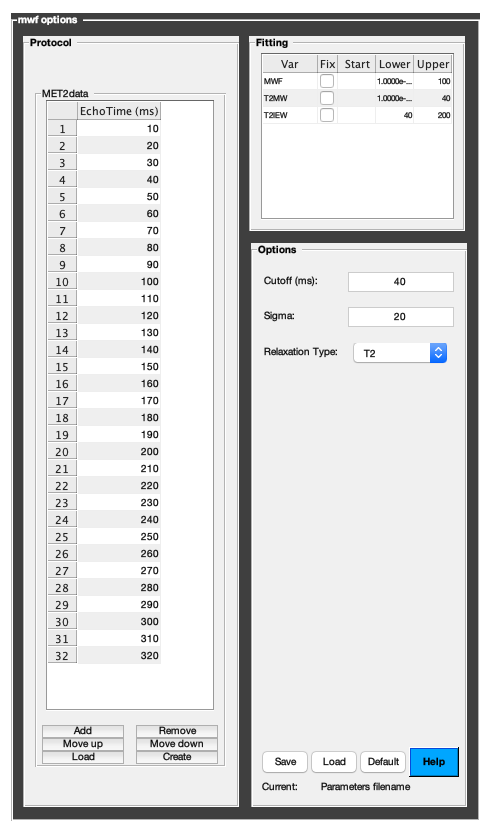 mwf options
Protocol
MET2data
EchoTime (ms)
1 10
2 20
3 30
4 40
5 50
6 60
7 70
8 80
9 90
10 100
11 110
12 120
13 130
14 140
15 150
16 160
17 170
18 180
19 190
20 200
21 210
22 220
23 230
24 240
25 250
26 260
27 270
28 280
29 290
30 300
31 310
32 320
Add Remove
Move up Move down
Load Create
Fitting
Var Fix Start Lower Upper
MWF 1.0000e-... 100
T2MW 1.0000e-... 40
T2IEW 40 200
Options
Cutoff (ms): 40
Sigma: 20
Relaxation Type: T2
Save Load Default Help
Current: Parameters filename